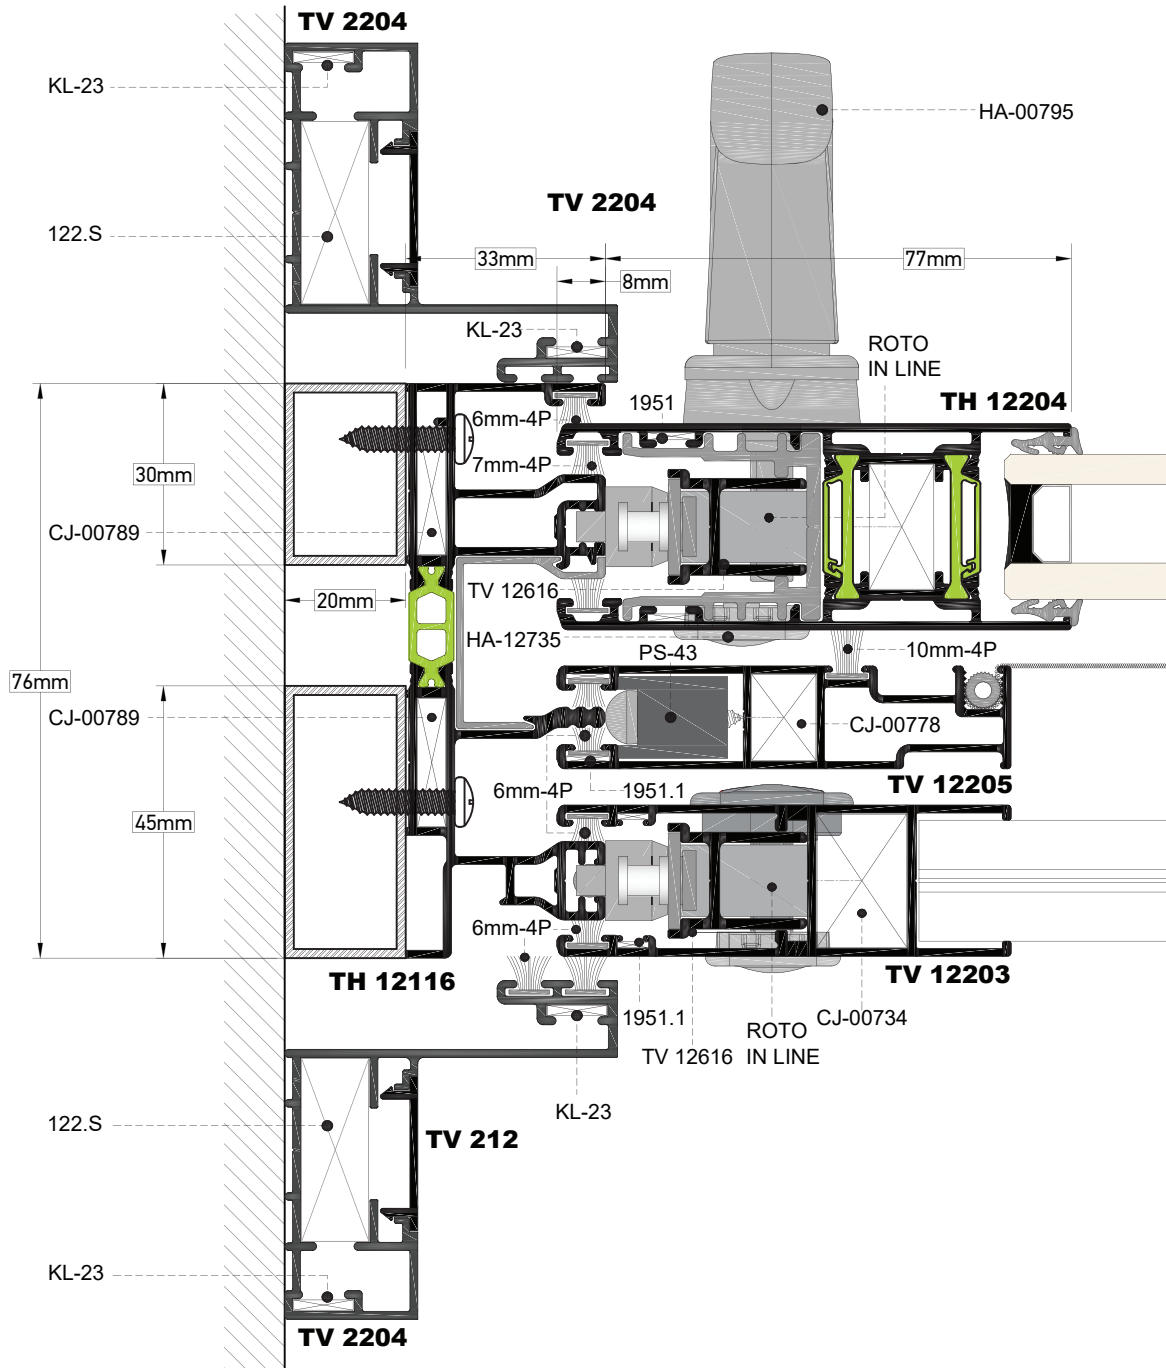 TV 2204
KL-23
HA-00795
TV 2204
122.S
33mm
77mm
8mm
KL-23
ROTO
IN LINE
1951
TH 12204
6mm-4P
7mm-4P
30mm
CJ-00789
TV 12616
20mm
HA-12735
PS-43
10mm-4P
76mm
CJ-00789
CJ-00778
6mm-4P
1951.1
TV 12205
45mm
6mm-4P
TH 12116
TV 12203
1951.1
CJ-00734
TV 12616
ROTO
IN LINE
KL-23
122.S
TV 212
KL-23
TV 2204